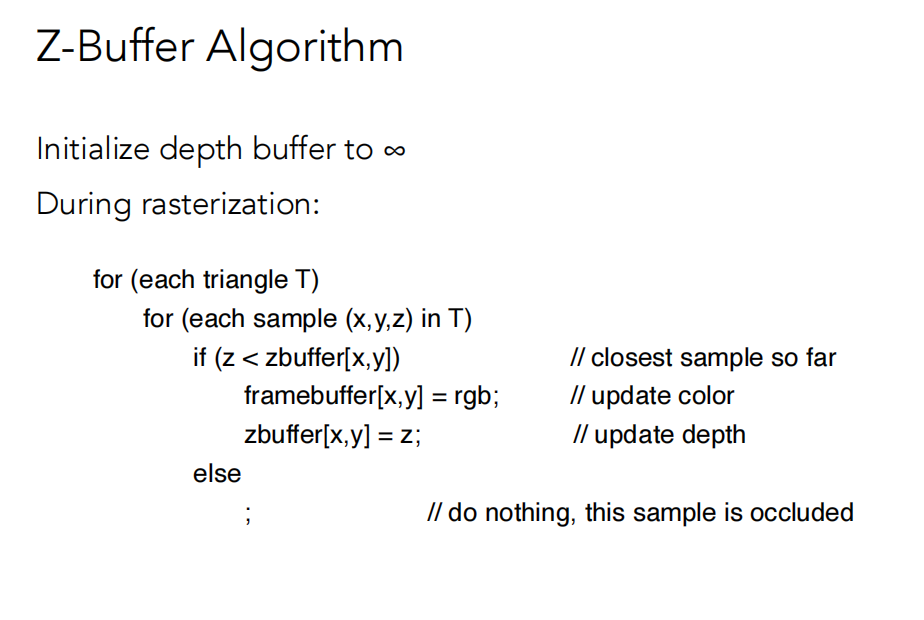 Z-Buffer Algorithm
Initialize depth buffer to ∞
During rasterization:
for (each triangle T)
for (each sample (x,y,z) in T)
if (z < zbuffer[x,y]) // closest sample so far
framebuffer[x,y] = rgb; // update color
zbuffer[x,y] = z; // update depth
else
; // do nothing, this sample is occluded